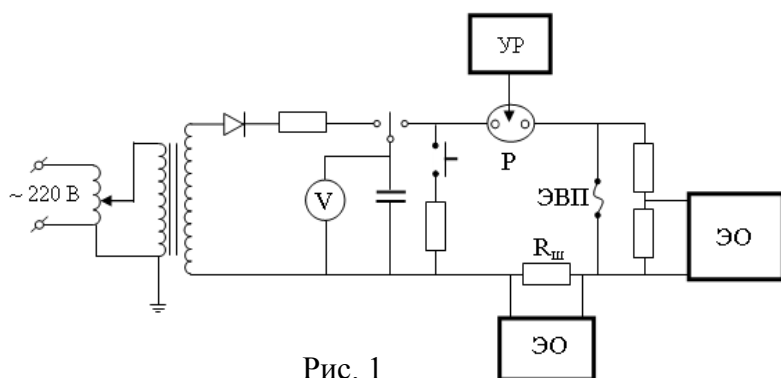 УР
Р
~ 220 В
V
ЭВП
ЭО
Rш
ЭО
Рис. 1